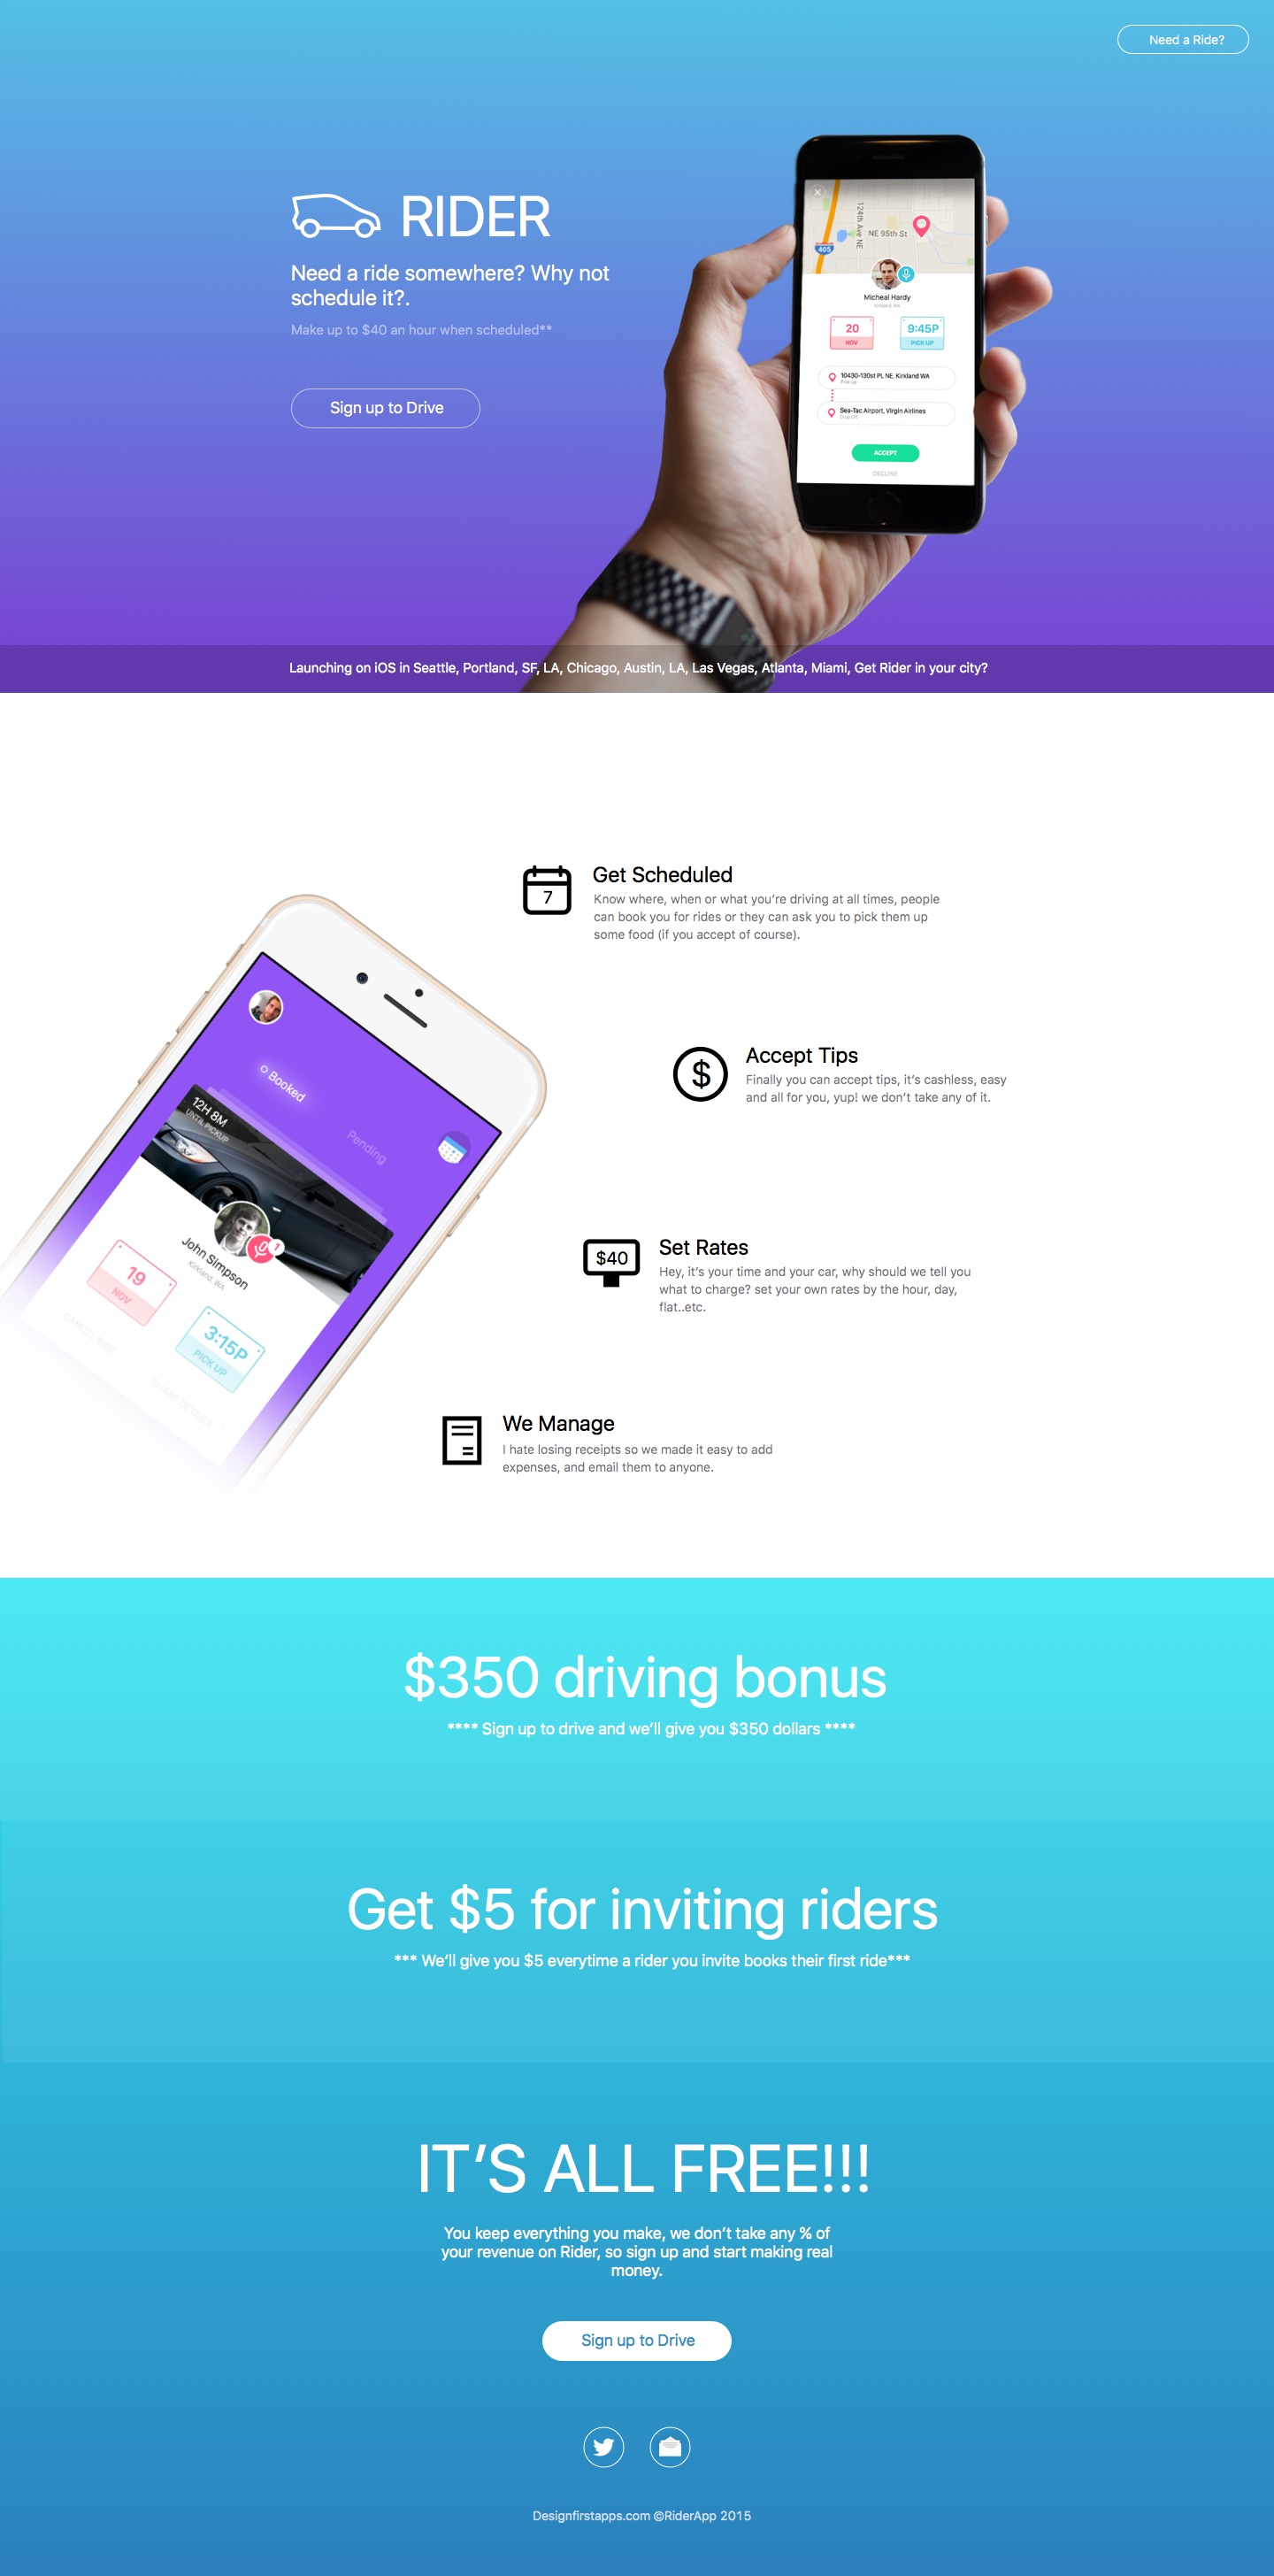 Need a Ride?
RIDER
Need a ride somewhere? Why not
schedule it?.
Make up to $40 an hour when scheduled**
Sign up to Drive
124th Ave NE
NE 95th St
405
Micheal Hardy
Kirkland, WA
20
NOV
9:45P
PICK UP
10430-130st PL NE, Kirkland WA
Pick up
Sea-Tac Airport, Virgin Airlines
Drop Off
ACCEPT
DECLINE
Launching on iOS in Seattle, Portland, SF, LA, Chicago, Austin, LA, Las Vegas, Atlanta, Miami, Get Rider in your city?
7
Get Scheduled
Know where, when or what you’re driving at all times, people
can book you for rides or they can ask you to pick them up
some food (if you accept of course).
Booked
Pending
12H 8M
UNTIL PICKUP
John Simpson
Kirkland, WA
1
19
NOV
3:15P
PICK UP
CANCEL RIDE
SHARE DETAILS
$
Accept Tips
Finally you can accept tips, it’s cashless, easy
and all for you, yup! we don’t take any of it.
$40
Set Rates
Hey, it’s your time and your car, why should we tell you
what to charge? set your own rates by the hour, day,
flat..etc.
We Manage
I hate losing receipts so we made it easy to add
expenses, and email them to anyone.
$350 driving bonus
**** Sign up to drive and we’ll give you $350 dollars ****
Get $5 for inviting riders
*** We’ll give you $5 everytime a rider you invite books their first ride***
IT’S ALL FREE!!!
You keep everything you make, we don’t take any % of
your revenue on Rider, so sign up and start making real
money.
Sign up to Drive
Designfirstapps.com ©RiderApp 2015